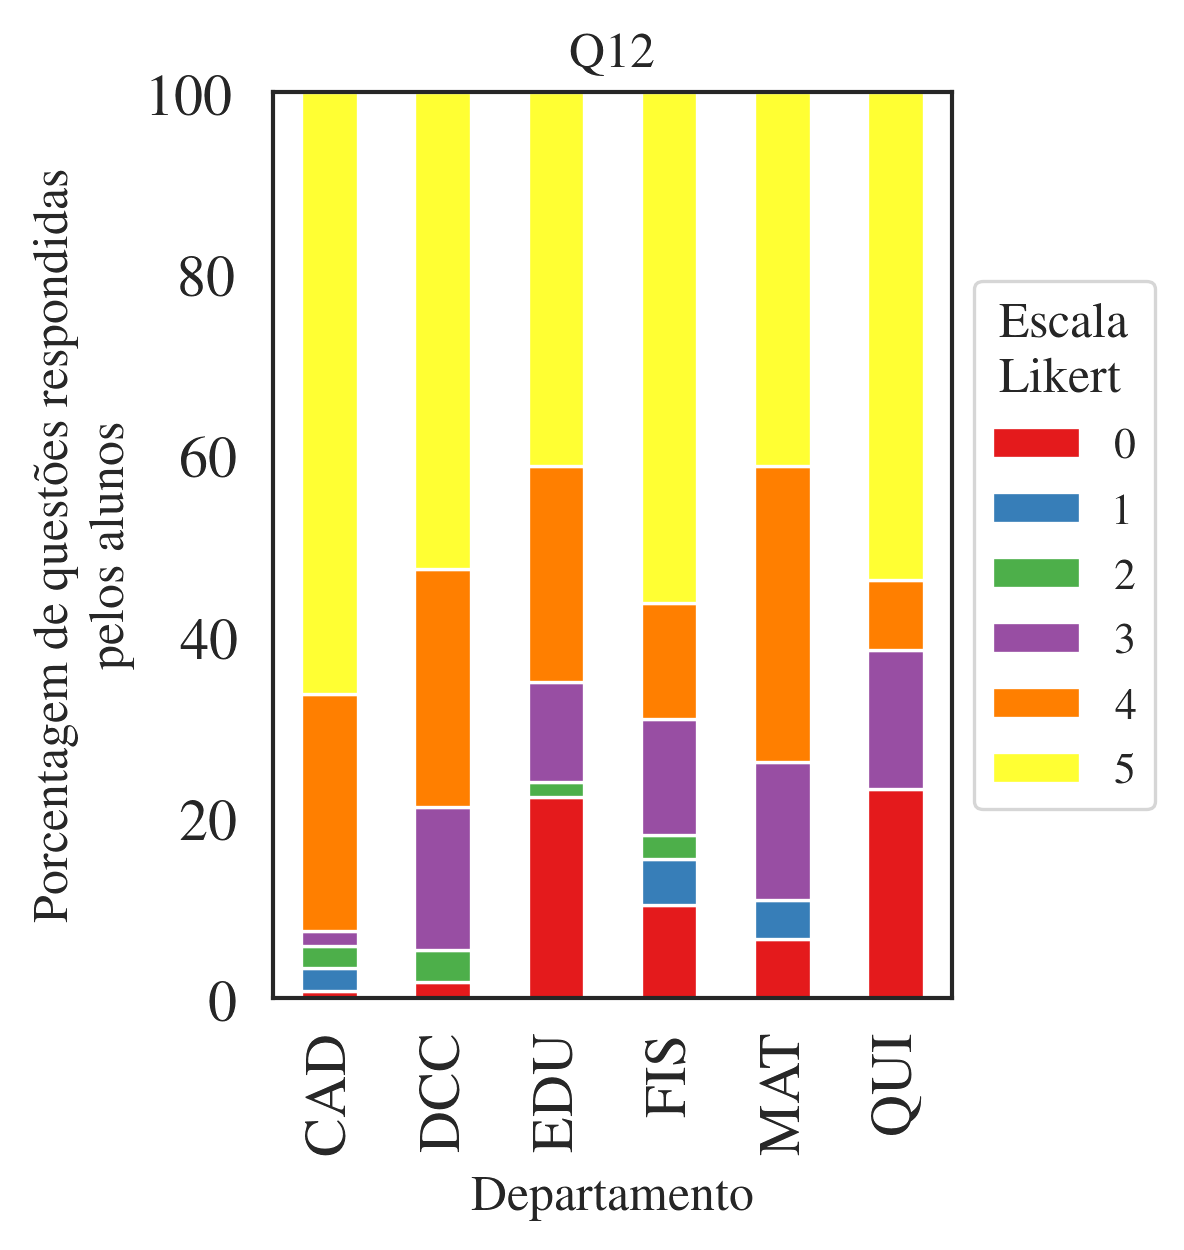 Q12
100
80
60
40
20
0
Porcentagem de questões respondidas
pelos alunos
CAD
DCC
EDU
FIS
MAT
QUI
Departamento
Escala
Likert
0
1
2
3
4
5